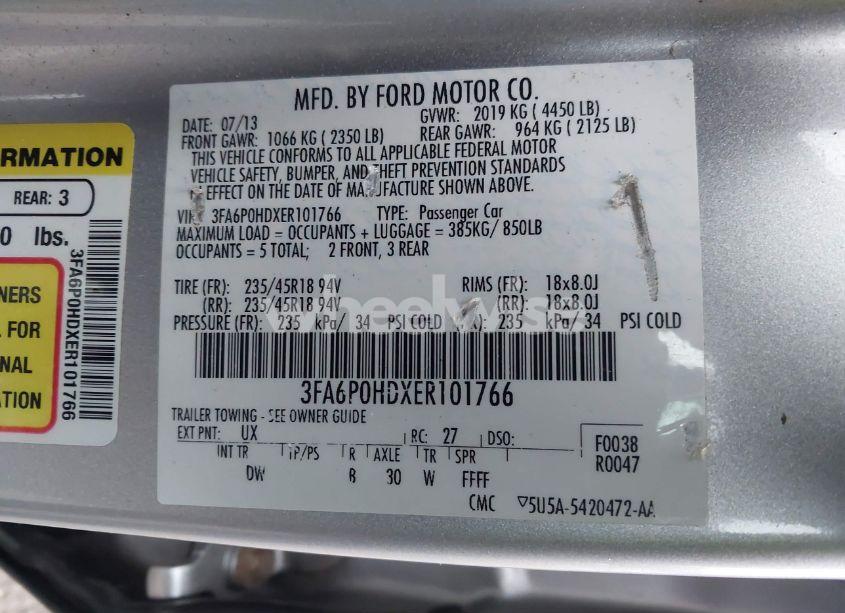 MFD. BY FORD MOTOR CO.
DATE: 07/13
GVWR: 2019 KG ( 4450 LB)
FRONT GAWR: 1066 KG ( 2350 LB)
REAR GAWR: 964 KG ( 2125 LB)
THIS VEHICLE CONFORMS TO ALL APPLICABLE FEDERAL MOTOR
VEHICLE SAFETY, BUMPER, AND THEFT PREVENTION STANDARDS
EFFECT ON THE DATE OF MANUFACTURE SHOWN ABOVE.
VIN: 3FA6P0HDXER101766 TYPE: Passenger Car
MAXIMUM LOAD = OCCUPANTS + LUGGAGE = 385KG/ 850LB
OCCUPANTS = 5 TOTAL; 2 FRONT, 3 REAR
TIRE (FR): 235/45R18 94V RIMS (FR): 18x8.0J
(RR): 235/45R18 94V (RR): 18x8.0J
PRESSURE (FR): 235 kPa/ 34 PSI COLD (RR): 235 kPa/ 34 PSI COLD
3FA6P0HDXER101766
TRAILER TOWING - SEE OWNER GUIDE
EXT PNT: UX RC: 27 DSO:
F0038
R0047
INT TR TP/PS R AXLE TR SPR
DW B 30 W FFFF
CMC ▽5U5A-5420472-AA
RMATION
REAR: 3
0 lbs.
NERS
L FOR
NAL
ATION
3FA6P0HDXER101766
wheelwise